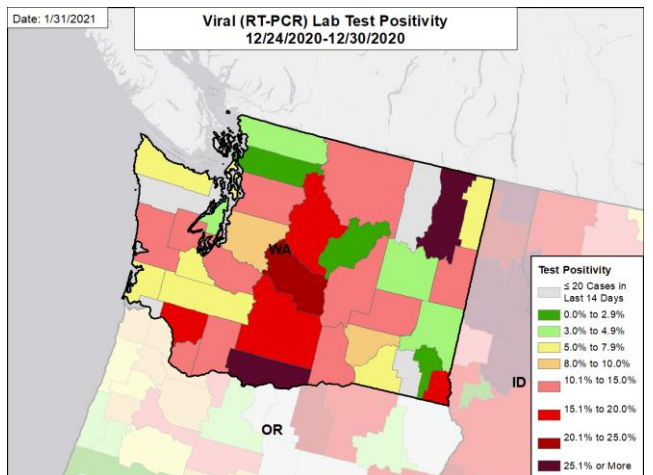 Date: 1/31/2021
Viral (RT-PCR) Lab Test Positivity
12/24/2020-12/30/2020
WA
ID
OR
Test Positivity
≤ 20 Cases in
Last 14 Days
0.0% to 2.9%
3.0% to 4.9%
5.0% to 7.9%
8.0% to 10.0%
10.1% to 15.0%
15.1% to 20.0%
20.1% to 25.0%
25.1% or More